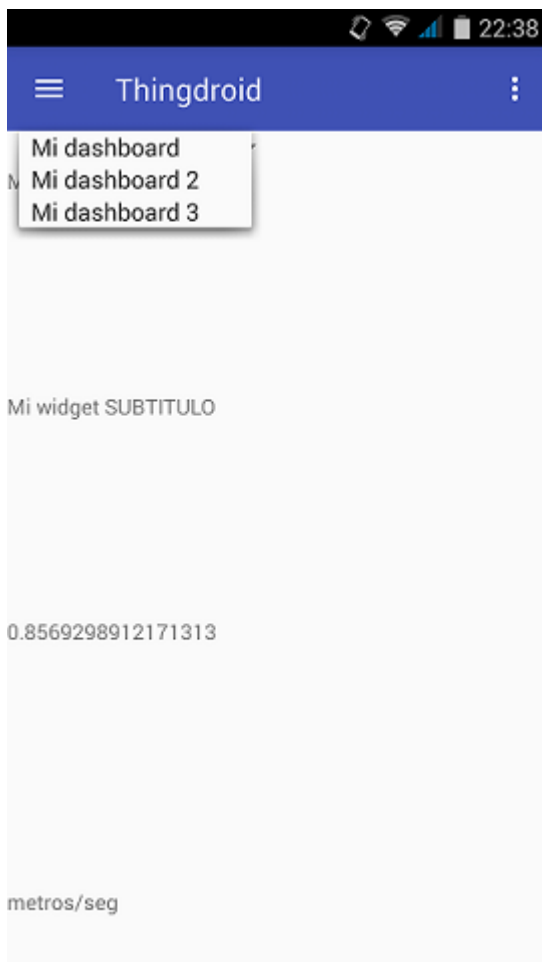 22:38
Thingdroid
Mi dashboard
Mi dashboard 2
Mi dashboard 3
Mi widget SUBTITULO
0.8569298912171313
metros/seg